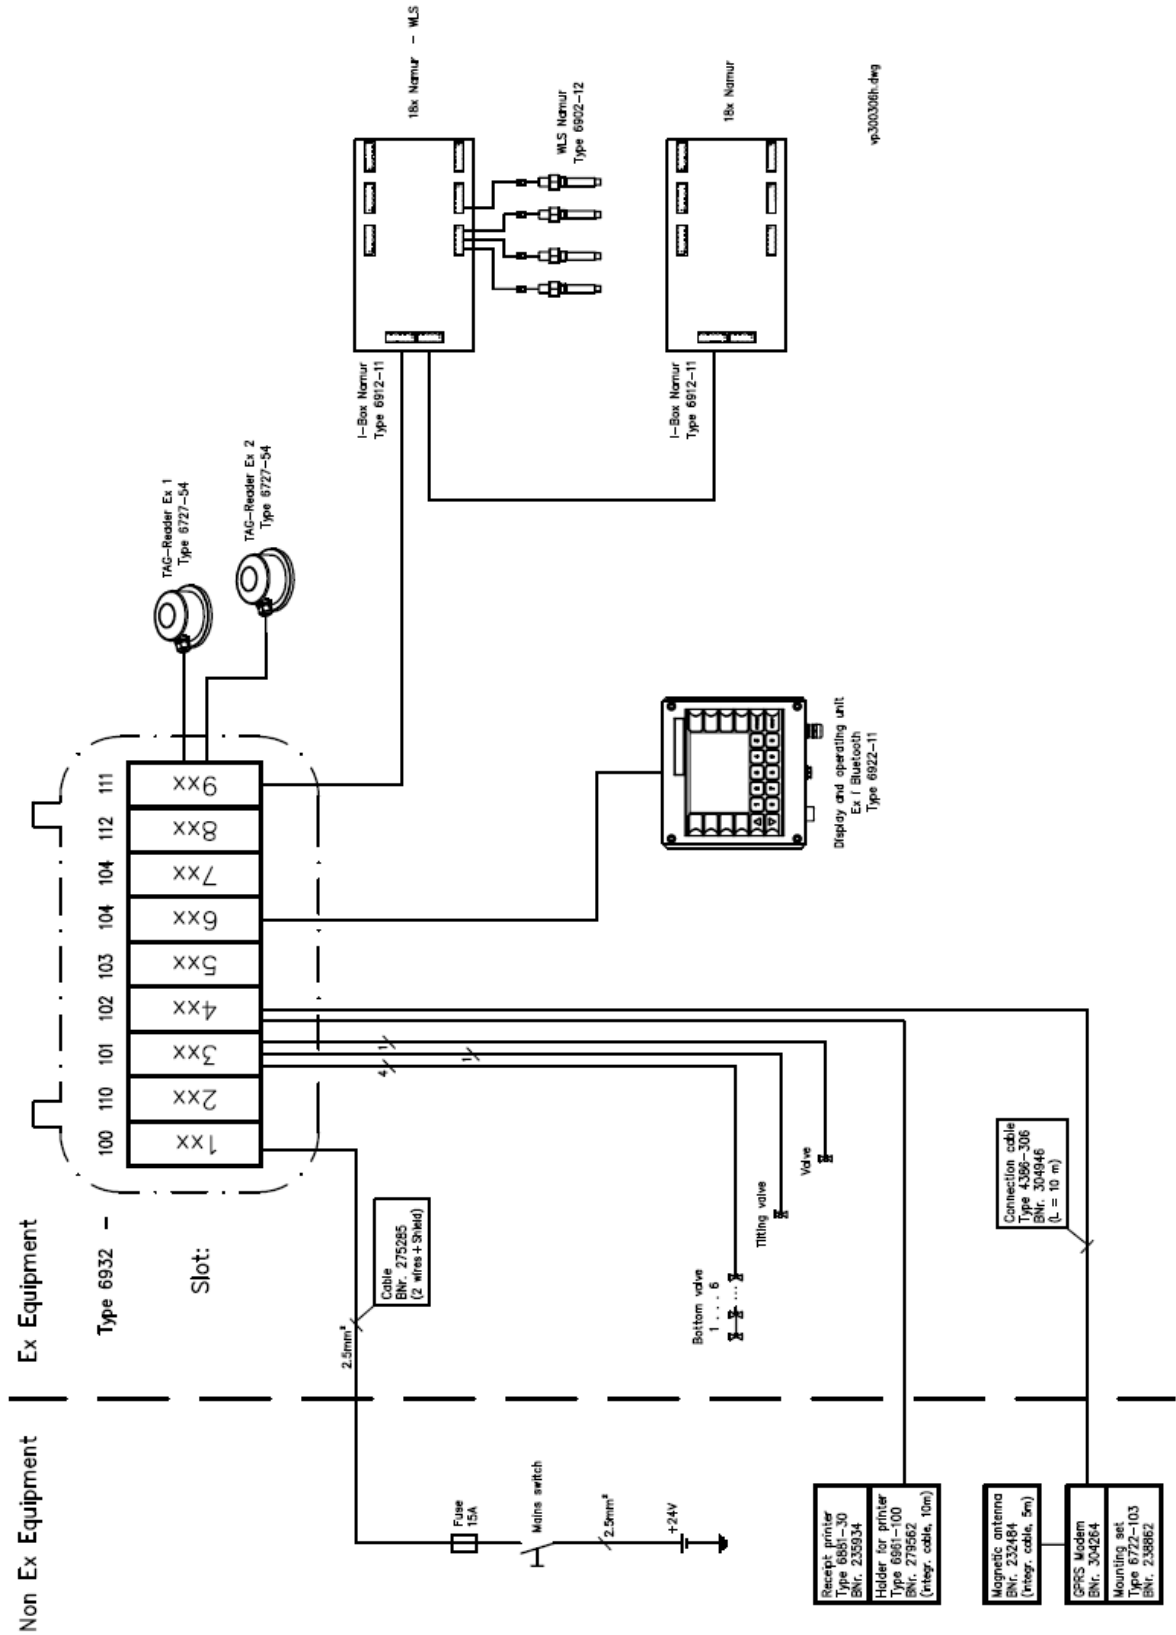 Non Ex Equipment
Ex Equipment
Type 6932 -
Slot:
100
110
101
102
103
104
104
112
111
1xx
2xx
3xx
4xx
5xx
6xx
7xx
8xx
9xx
TAG-Reader Ex 1
Type 6727-54
TAG-Reader Ex 2
Type 6727-54
I-Box Namur
Type 6912-11
18x Namur - WLS
WLS Namur
Type 6902-12
I-Box Namur
Type 6912-11
18x Namur
vp300306h.dwg
Display and operating unit
Ex i Bluetooth
Type 6922-11
2.5mm²
Cable
BNr. 275285
(2 wires + Shield)
Fuse
15A
Mains switch
2.5mm²
+24V
4
1
1
Bottom valve
1 . . . 6
Tilting valve
Valve
Receipt printer
Type 6881-30
BNr. 235934
Holder for printer
Type 6961-100
BNr. 279562
(integr. cable, 10m)
Magnetic antenna
BNr. 232484
(integr. cable, 5m)
GPRS Modem
BNr. 304264
Mounting set
Type 6722-103
BNr. 238862
Connection cable
Type 4386-306
BNr. 304946
(L = 10 m)